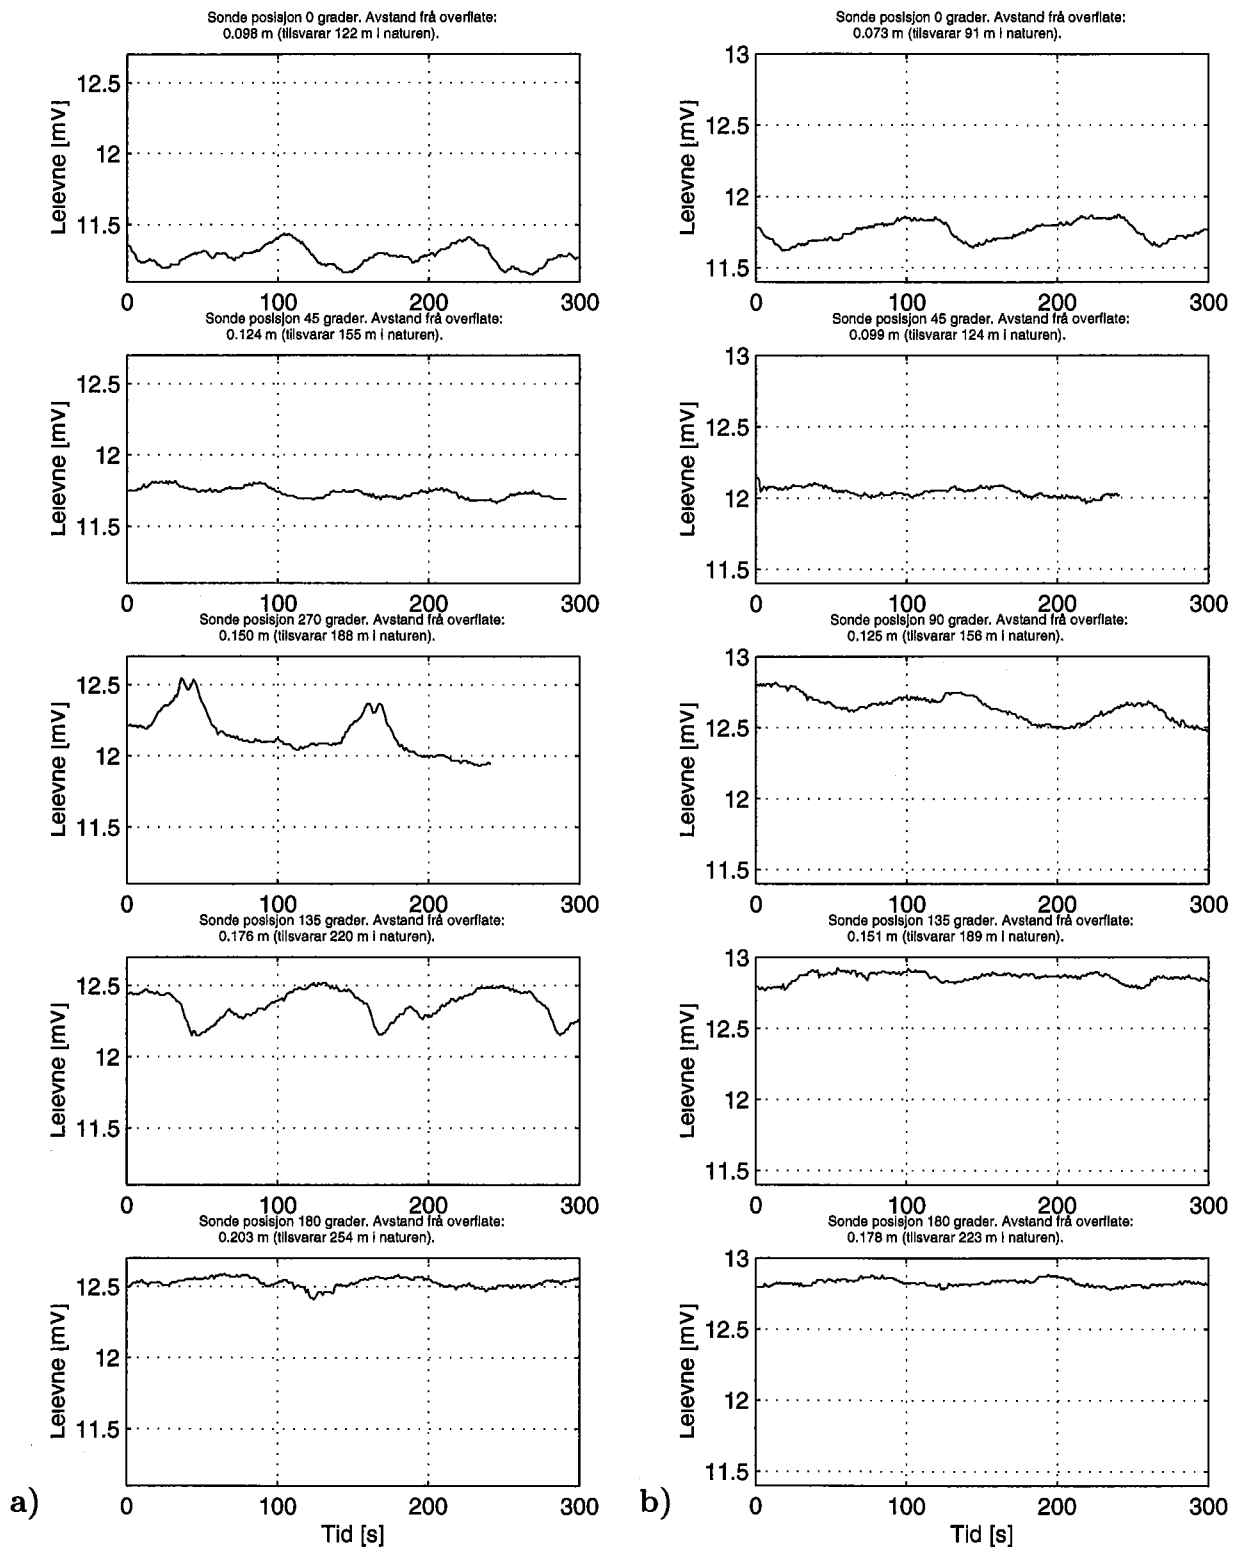 Sonde posisjon 0 grader. Avstand frå overflate:
0.098 m (tilsvarar 122 m i naturen).
12.5
12
11.5
Leievne [mV]
0 100 200 300
Sonde posisjon 45 grader. Avstand frå overflate:
0.124 m (tilsvarar 155 m i naturen).
12.5
12
11.5
Leievne [mV]
0 100 200 300
Sonde posisjon 270 grader. Avstand frå overflate:
0.150 m (tilsvarar 188 m i naturen).
12.5
12
11.5
Leievne [mV]
0 100 200 300
Sonde posisjon 135 grader. Avstand frå overflate:
0.176 m (tilsvarar 220 m i naturen).
12.5
12
11.5
Leievne [mV]
0 100 200 300
Sonde posisjon 180 grader. Avstand frå overflate:
0.203 m (tilsvarar 254 m i naturen).
12.5
12
11.5
Leievne [mV]
0 100 200 300
Tid [s]
a)
Sonde posisjon 0 grader. Avstand frå overflate:
0.073 m (tilsvarar 91 m i naturen).
13
12.5
12
11.5
Leievne [mV]
0 100 200 300
Sonde posisjon 45 grader. Avstand frå overflate:
0.099 m (tilsvarar 124 m i naturen).
13
12.5
12
11.5
Leievne [mV]
0 100 200 300
Sonde posisjon 90 grader. Avstand frå overflate:
0.125 m (tilsvarar 156 m i naturen).
13
12.5
12
11.5
Leievne [mV]
0 100 200 300
Sonde posisjon 135 grader. Avstand frå overflate:
0.151 m (tilsvarar 189 m i naturen).
13
12.5
12
11.5
Leievne [mV]
0 100 200 300
Sonde posisjon 180 grader. Avstand frå overflate:
0.178 m (tilsvarar 223 m i naturen).
13
12.5
12
11.5
Leievne [mV]
0 100 200 300
Tid [s]
b)